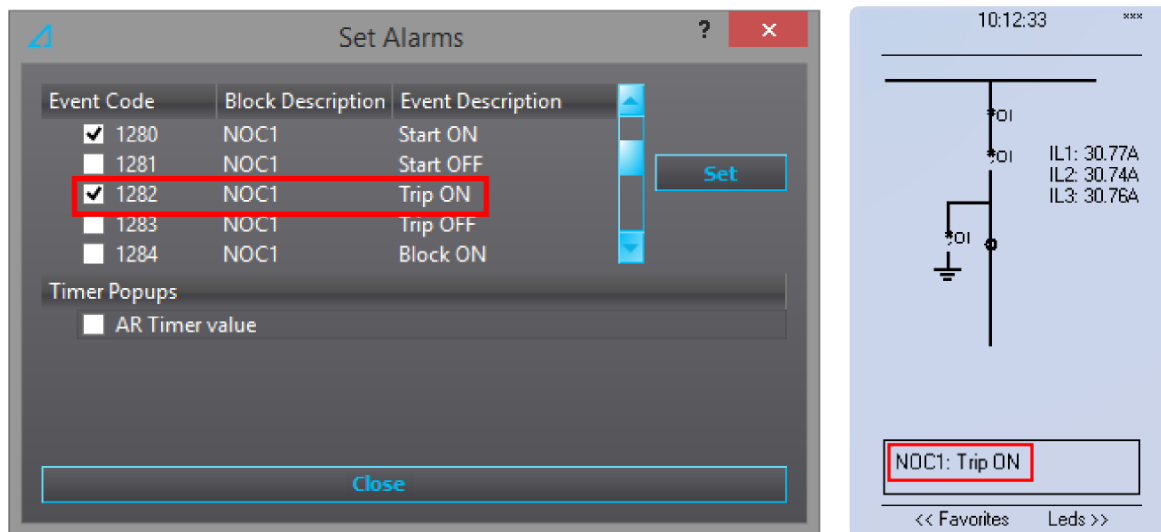 Set Alarms
?
×
Event Code Block Description Event Description
1280 NOC1 Start ON
1281 NOC1 Start OFF
1282 NOC1 Trip ON
1283 NOC1 Trip OFF
1284 NOC1 Block ON
Set
Timer Popups
AR Timer value
Close
10:12:33 ***
OI
OI
IL1: 30.77A
IL2: 30.74A
IL3: 30.76A
OI
NOC1: Trip ON
<< Favorites Leds >>